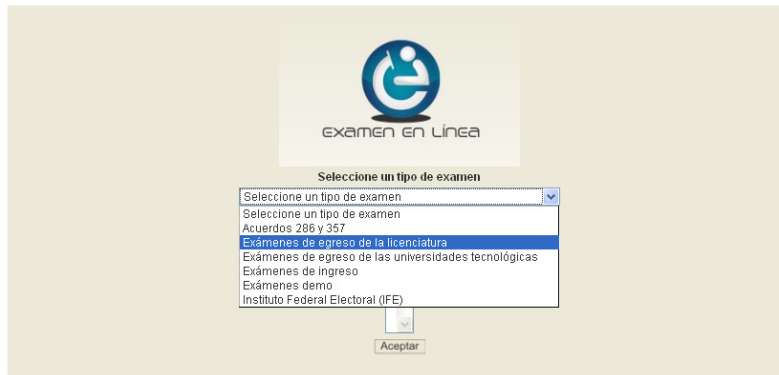 examen en Línea
Seleccione un tipo de examen
Seleccione un tipo de examen
Seleccione un tipo de examen
Acuerdos 286 y 357
Exámenes de egreso de la licenciatura
Exámenes de egreso de las universidades tecnológicas
Exámenes de ingreso
Exámenes demo
Instituto Federal Electoral (IFE)
Aceptar